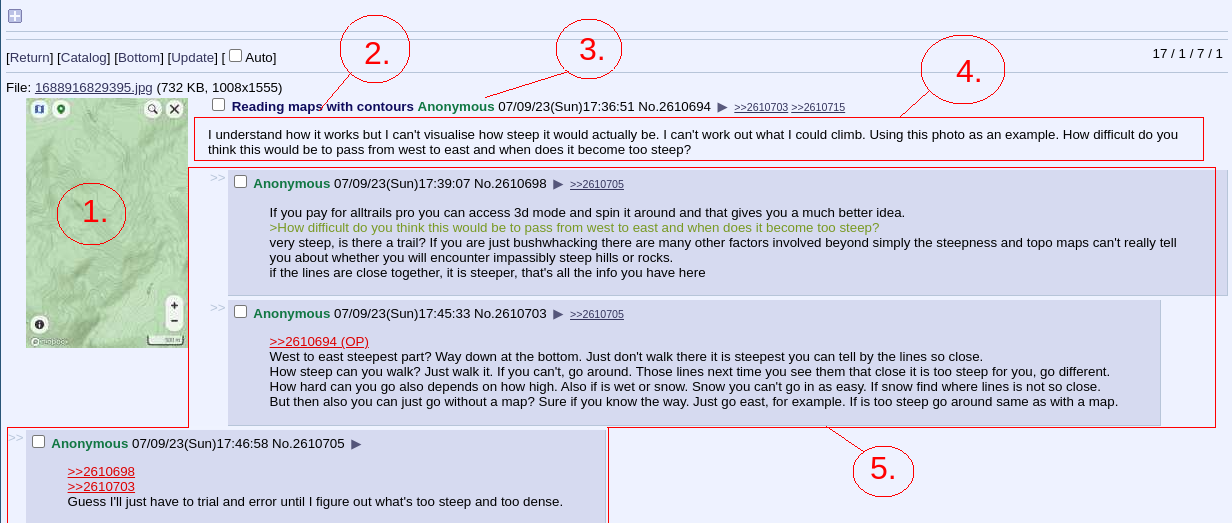 [Return] [Catalog] [Bottom] [Update] [ Auto]
17 / 1 / 7 / 1
2.
3.
4.
File: 1688916829395.jpg (732 KB, 1008x1555)
Reading maps with contours Anonymous 07/09/23(Sun)17:36:51 No.2610694 ▶ >>2610703 >>2610715
I understand how it works but I can't visualise how steep it would actually be. I can't work out what I could climb. Using this photo as an example. How difficult do you
think this would be to pass from west to east and when does it become too steep?
1.
mapbox
500 m
>> Anonymous 07/09/23(Sun)17:39:07 No.2610698 ▶ >>2610705
If you pay for alltrails pro you can access 3d mode and spin it around and that gives you a much better idea.
>How difficult do you think this would be to pass from west to east and when does it become too steep?
very steep, is there a trail? If you are just bushwhacking there are many other factors involved beyond simply the steepness and topo maps can't really tell
you about whether you will encounter impassibly steep hills or rocks.
if the lines are close together, it is steeper, that's all the info you have here
>> Anonymous 07/09/23(Sun)17:45:33 No.2610703 ▶ >>2610705
>>2610694 (OP)
West to east steepest part? Way down at the bottom. Just don't walk there it is steepest you can tell by the lines so close.
How steep can you walk? Just walk it. If you can't, go around. Those lines next time you see them that close it is too steep for you, go different.
How hard can you go also depends on how high. Also if is wet or snow. Snow you can't go in as easy. If snow find where lines is not so close.
But then also you can just go without a map? Sure if you know the way. Just go east, for example. If is too steep go around same as with a map.
>> Anonymous 07/09/23(Sun)17:46:58 No.2610705 ▶
>>2610698
>>2610703
Guess I'll just have to trial and error until I figure out what's too steep and too dense.
5.